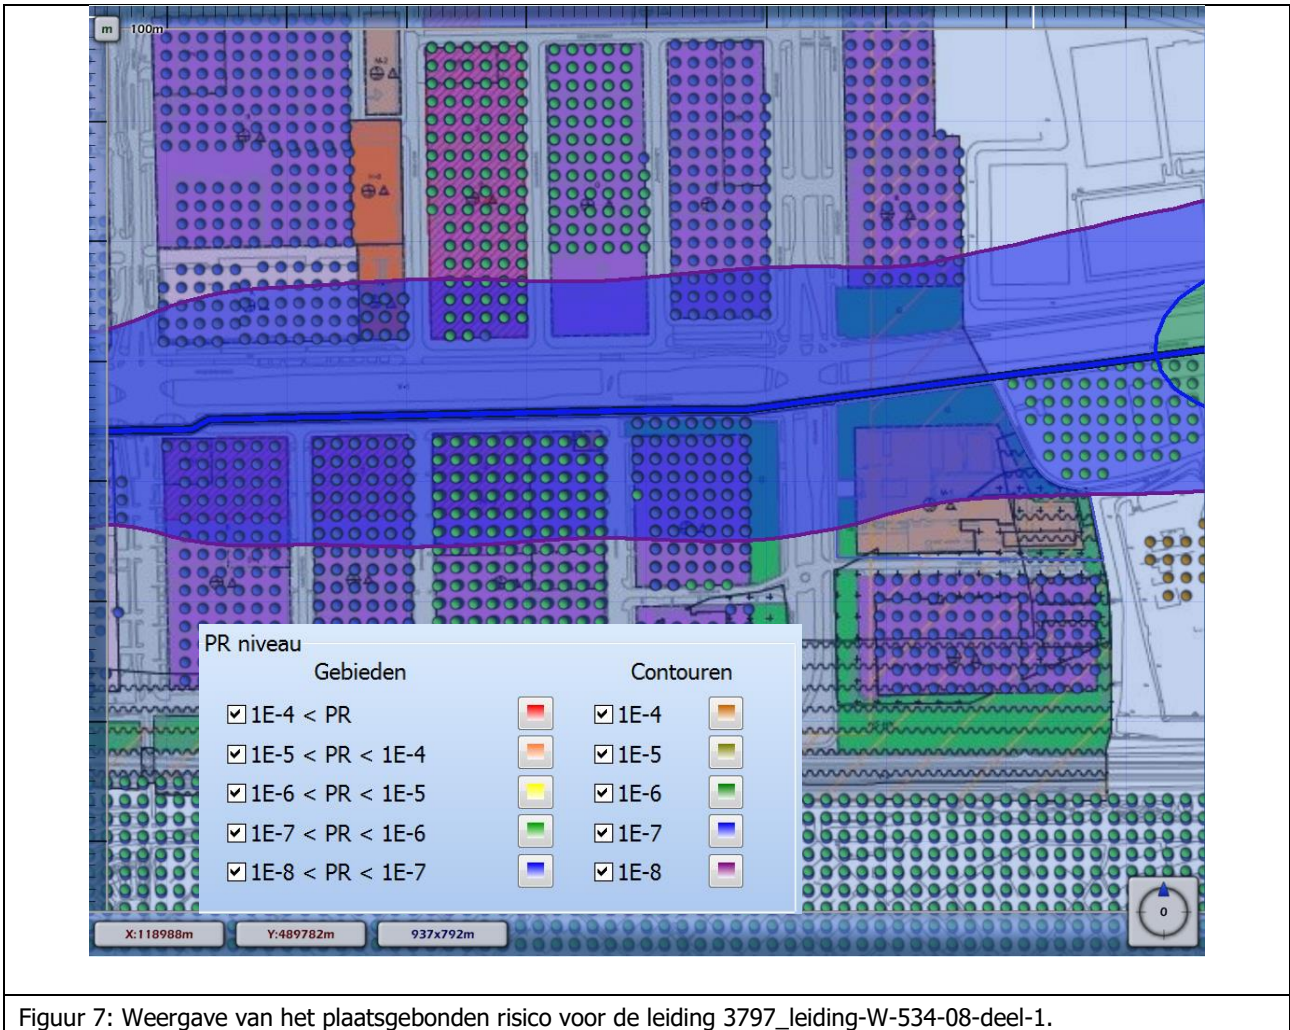 m 100m
PR niveau
Gebieden Contouren
1E-4 < PR 1E-4
1E-5 < PR < 1E-4 1E-5
1E-6 < PR < 1E-5 1E-6
1E-7 < PR < 1E-6 1E-7
1E-8 < PR < 1E-7 1E-8
0
X:118988m Y:489782m 937x792m
Figuur 7: Weergave van het plaatsgebonden risico voor de leiding 3797_leiding-W-534-08-deel-1.